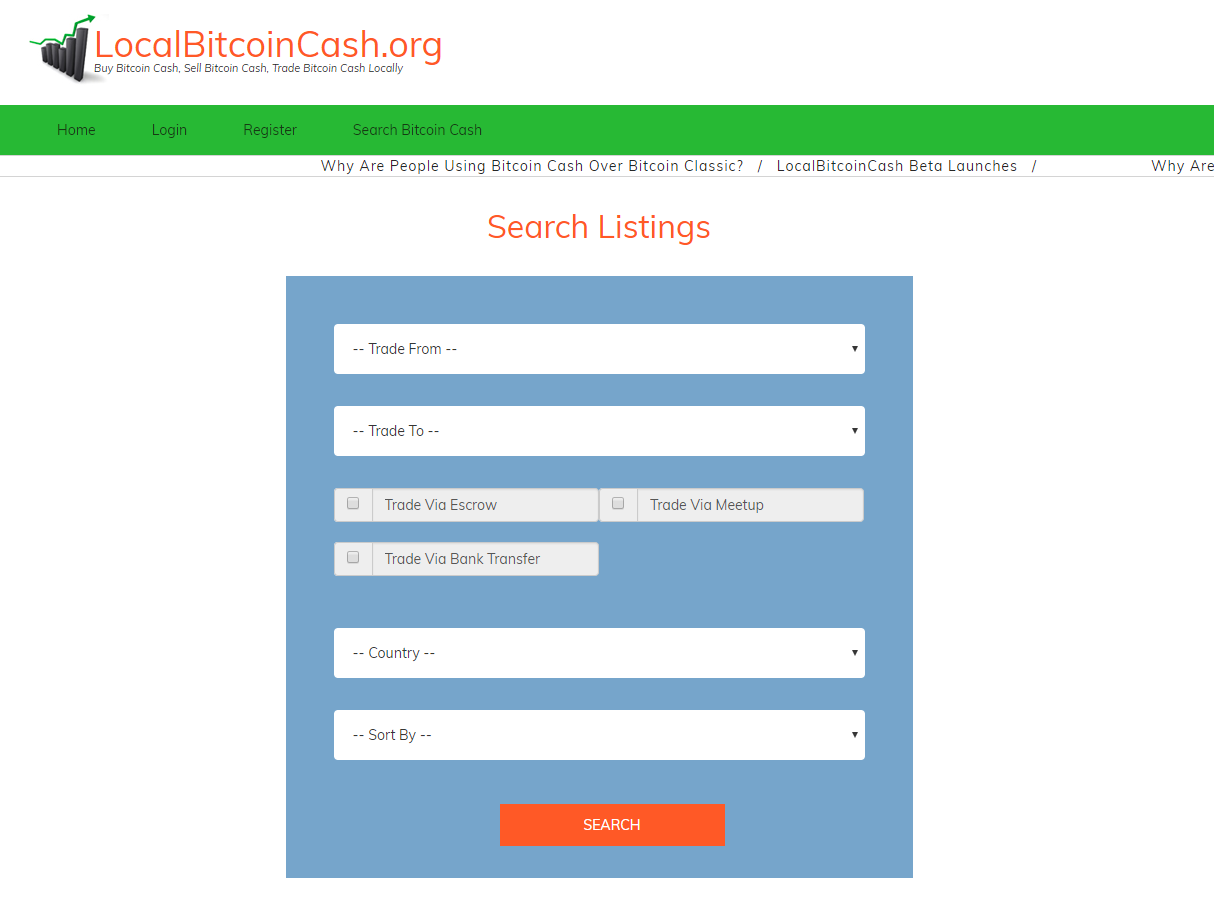 LocalBitcoinCash.org
Buy Bitcoin Cash, Sell Bitcoin Cash, Trade Bitcoin Cash Locally
Home Login Register Search Bitcoin Cash
Why Are People Using Bitcoin Cash Over Bitcoin Classic? / LocalBitcoinCash Beta Launches / Why Are
Search Listings
-- Trade From --
-- Trade To --
Trade Via Escrow Trade Via Meetup
Trade Via Bank Transfer
-- Country --
-- Sort By --
SEARCH